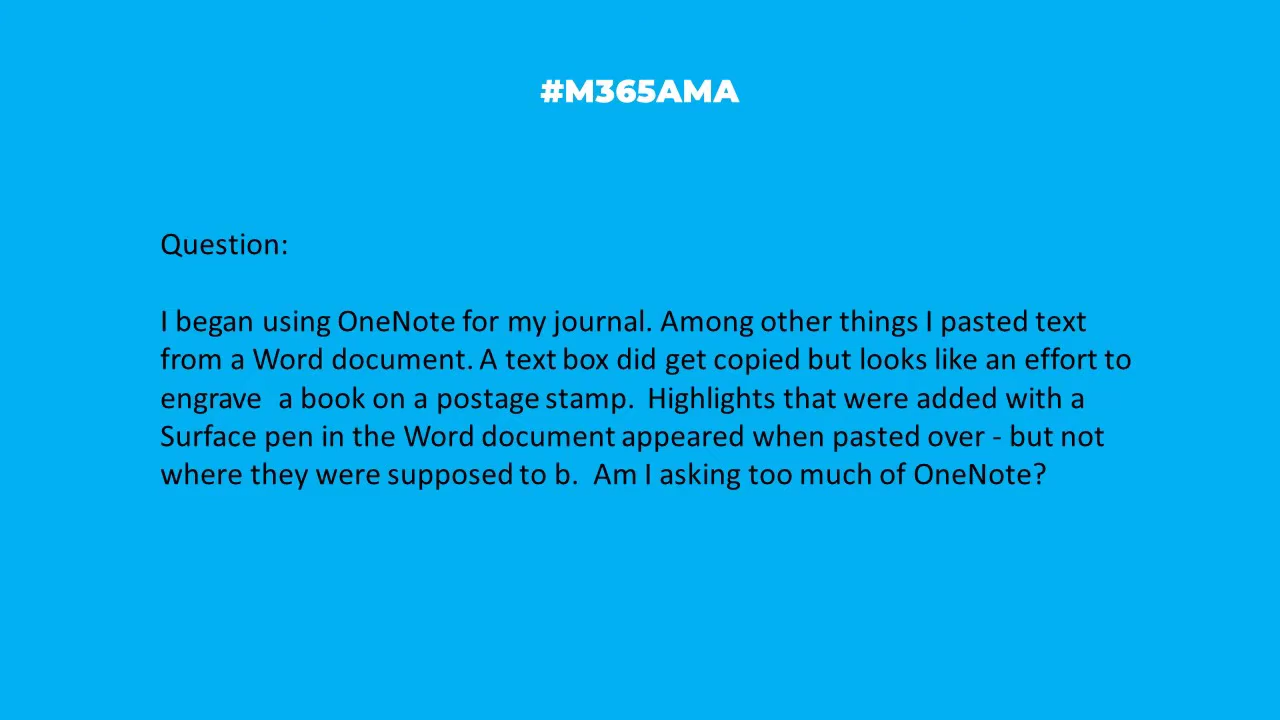 #M365AMA
Question:
I began using OneNote for my journal. Among other things I pasted text
from a Word document. A text box did get copied but looks like an effort to
engrave  a book on a postage stamp.  Highlights that were added with a
Surface pen in the Word document appeared when pasted over - but not
where they were supposed to b.  Am I asking too much of OneNote?